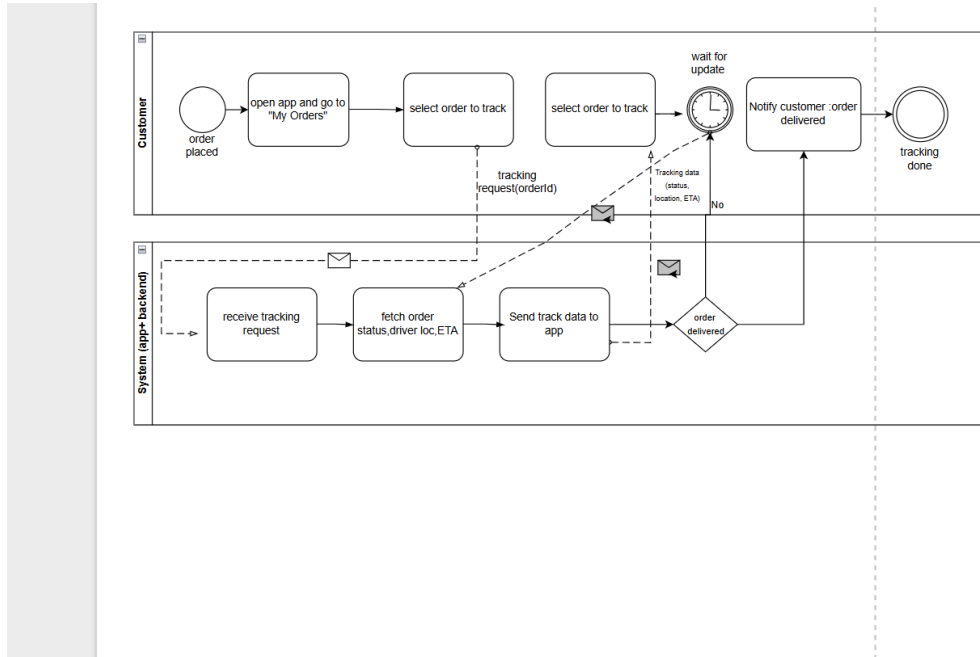 Customer
order
placed
open app and go to
"My Orders"
select order to track
select order to track
wait for
update
Notify customer :order
delivered
tracking
done
tracking
request(orderId)
Tracking data
(status,
location, ETA)
No
System (app+ backend)
receive tracking
request
fetch order
status,driver loc,ETA
Send track data to
app
order
delivered